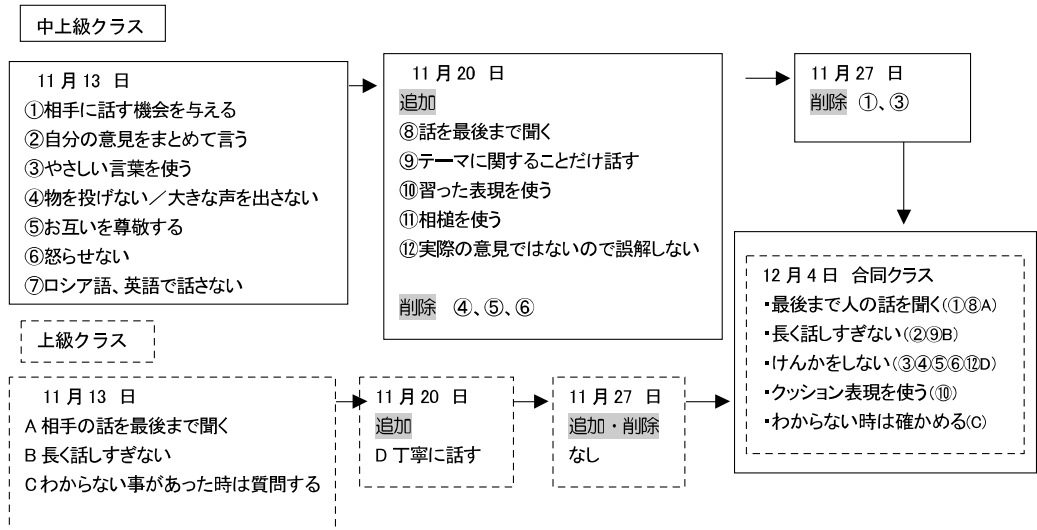 中上級クラス
11月13 日
①相手に話す機会を与える
②自分の意見をまとめて言う
③やさしい言葉を使う
④物を投げない／大きな声を出さない
⑤お互いを尊敬する
⑥怒らせない
⑦ロシア語、英語で話さない
11月20 日
追加
⑧話を最後まで聞く
⑨テーマに関することだけ話す
⑩習った表現を使う
⑪相槌を使う
⑫実際の意見ではないので誤解しない
削除 ④、⑤、⑥
11月27 日
削除 ①、③
上級クラス
11月13 日
A 相手の話を最後まで聞く
B 長く話しすぎない
C わからない事があった時は質問する
11月20 日
追加
D 丁寧に話す
11月27 日
追加・削除
なし
12月4日 合同クラス
・最後まで人の話を聞く(①⑧A)
・長く話しすぎない(②⑨B)
・けんかをしない(③④⑤⑥⑫D)
・クッション表現を使う(⑩)
・わからない時は確かめる(C)